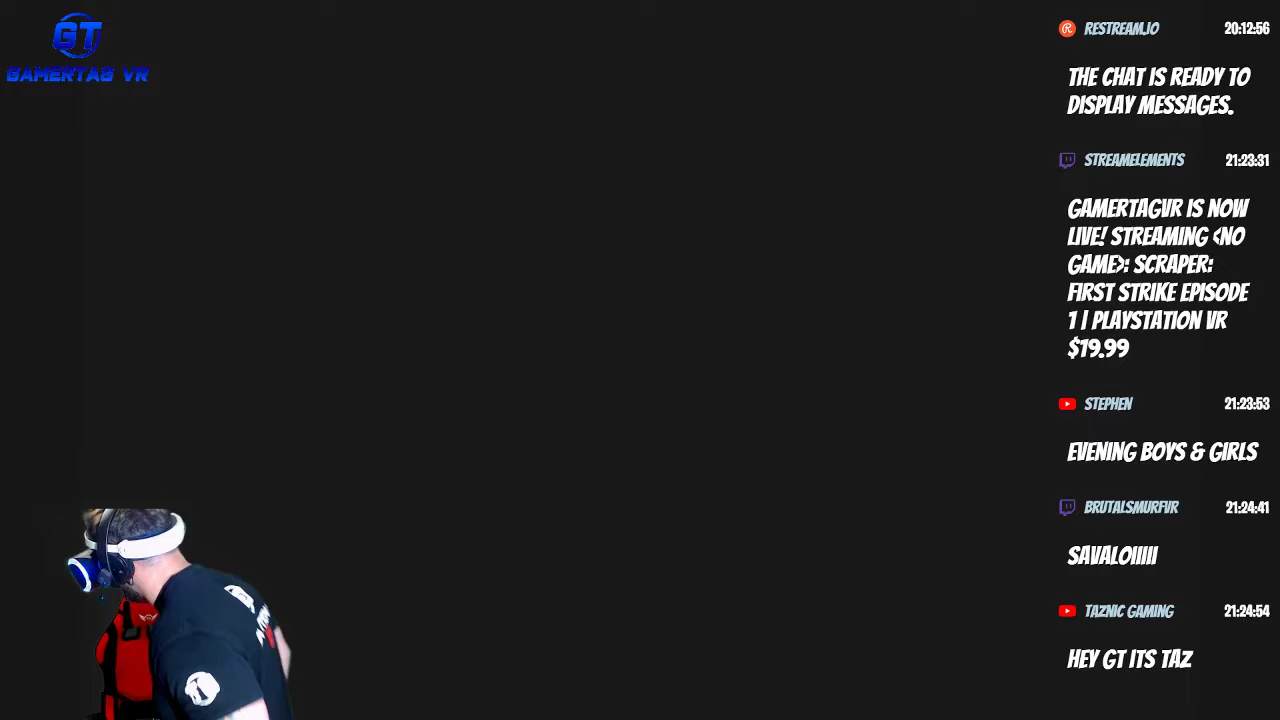 GT
GAMERTAG VR
RESTREAM.IO 20:12:56
THE CHAT IS READY TO
DISPLAY MESSAGES.
STREAMELEMENTS 21:23:31
GAMERTAGVR IS NOW
LIVE! STREAMING <NO
GAME>: SCRAPER:
FIRST STRIKE EPISODE
1 | PLAYSTATION VR
$19.99
STEPHEN 21:23:53
EVENING BOYS & GIRLS
BRUTALSMURFVR 21:24:41
SAVALOIIIII
TAZNIC GAMING 21:24:54
HEY GT ITS TAZ